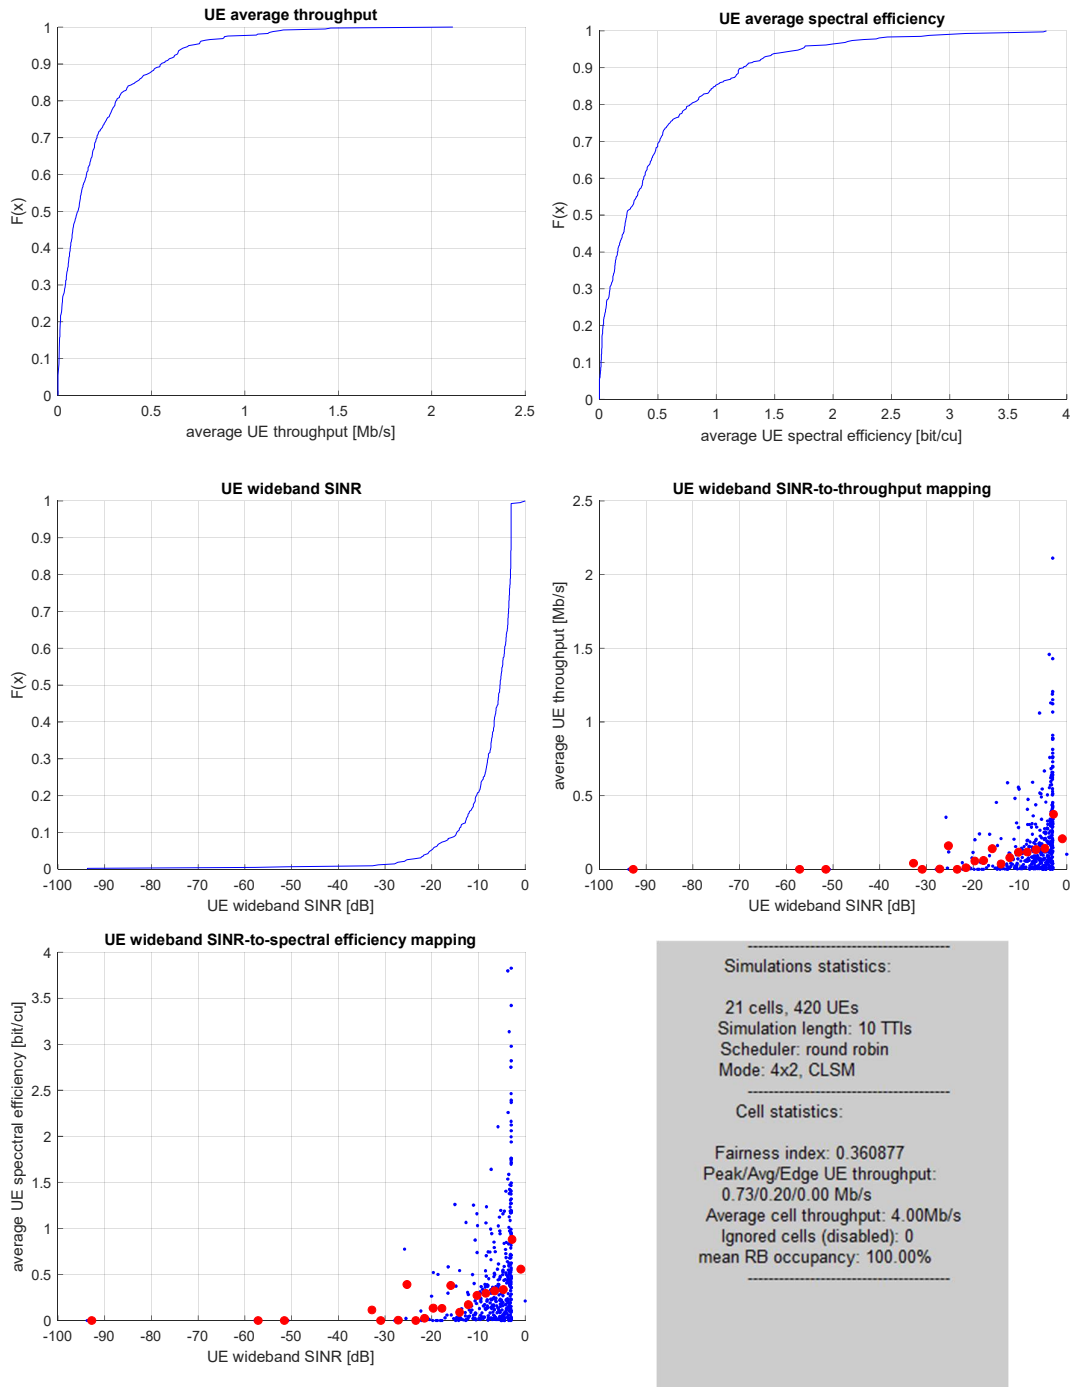 UE average throughput
1
0.9
0.8
0.7
0.6
0.5
0.4
0.3
0.2
0.1
0
F(x)
0 0.5 1 1.5 2 2.5
average UE throughput [Mb/s]
UE average spectral efficiency
1
0.9
0.8
0.7
0.6
0.5
0.4
0.3
0.2
0.1
0
F(x)
0 0.5 1 1.5 2 2.5 3 3.5 4
average UE spectral efficiency [bit/cu]
UE wideband SINR
1
0.9
0.8
0.7
0.6
0.5
0.4
0.3
0.2
0.1
0
F(x)
-100 -90 -80 -70 -60 -50 -40 -30 -20 -10 0
UE wideband SINR [dB]
UE wideband SINR-to-throughput mapping
2.5
2
1.5
1
0.5
0
average UE throughput [Mb/s]
-100 -90 -80 -70 -60 -50 -40 -30 -20 -10 0
UE wideband SINR [dB]
UE wideband SINR-to-spectral efficiency mapping
4
3.5
3
2.5
2
1.5
1
0.5
0
average UE specctral efficiency [bit/cu]
-100 -90 -80 -70 -60 -50 -40 -30 -20 -10 0
UE wideband SINR [dB]
---------------------------------------
Simulations statistics:
21 cells, 420 UEs
Simulation length: 10 TTIs
Scheduler: round robin
Mode: 4x2, CLSM
---------------------------------------
Cell statistics:
Fairness index: 0.360877
Peak/Avg/Edge UE throughput:
0.73/0.20/0.00 Mb/s
Average cell throughput: 4.00Mb/s
Ignored cells (disabled): 0
mean RB occupancy: 100.00%
---------------------------------------